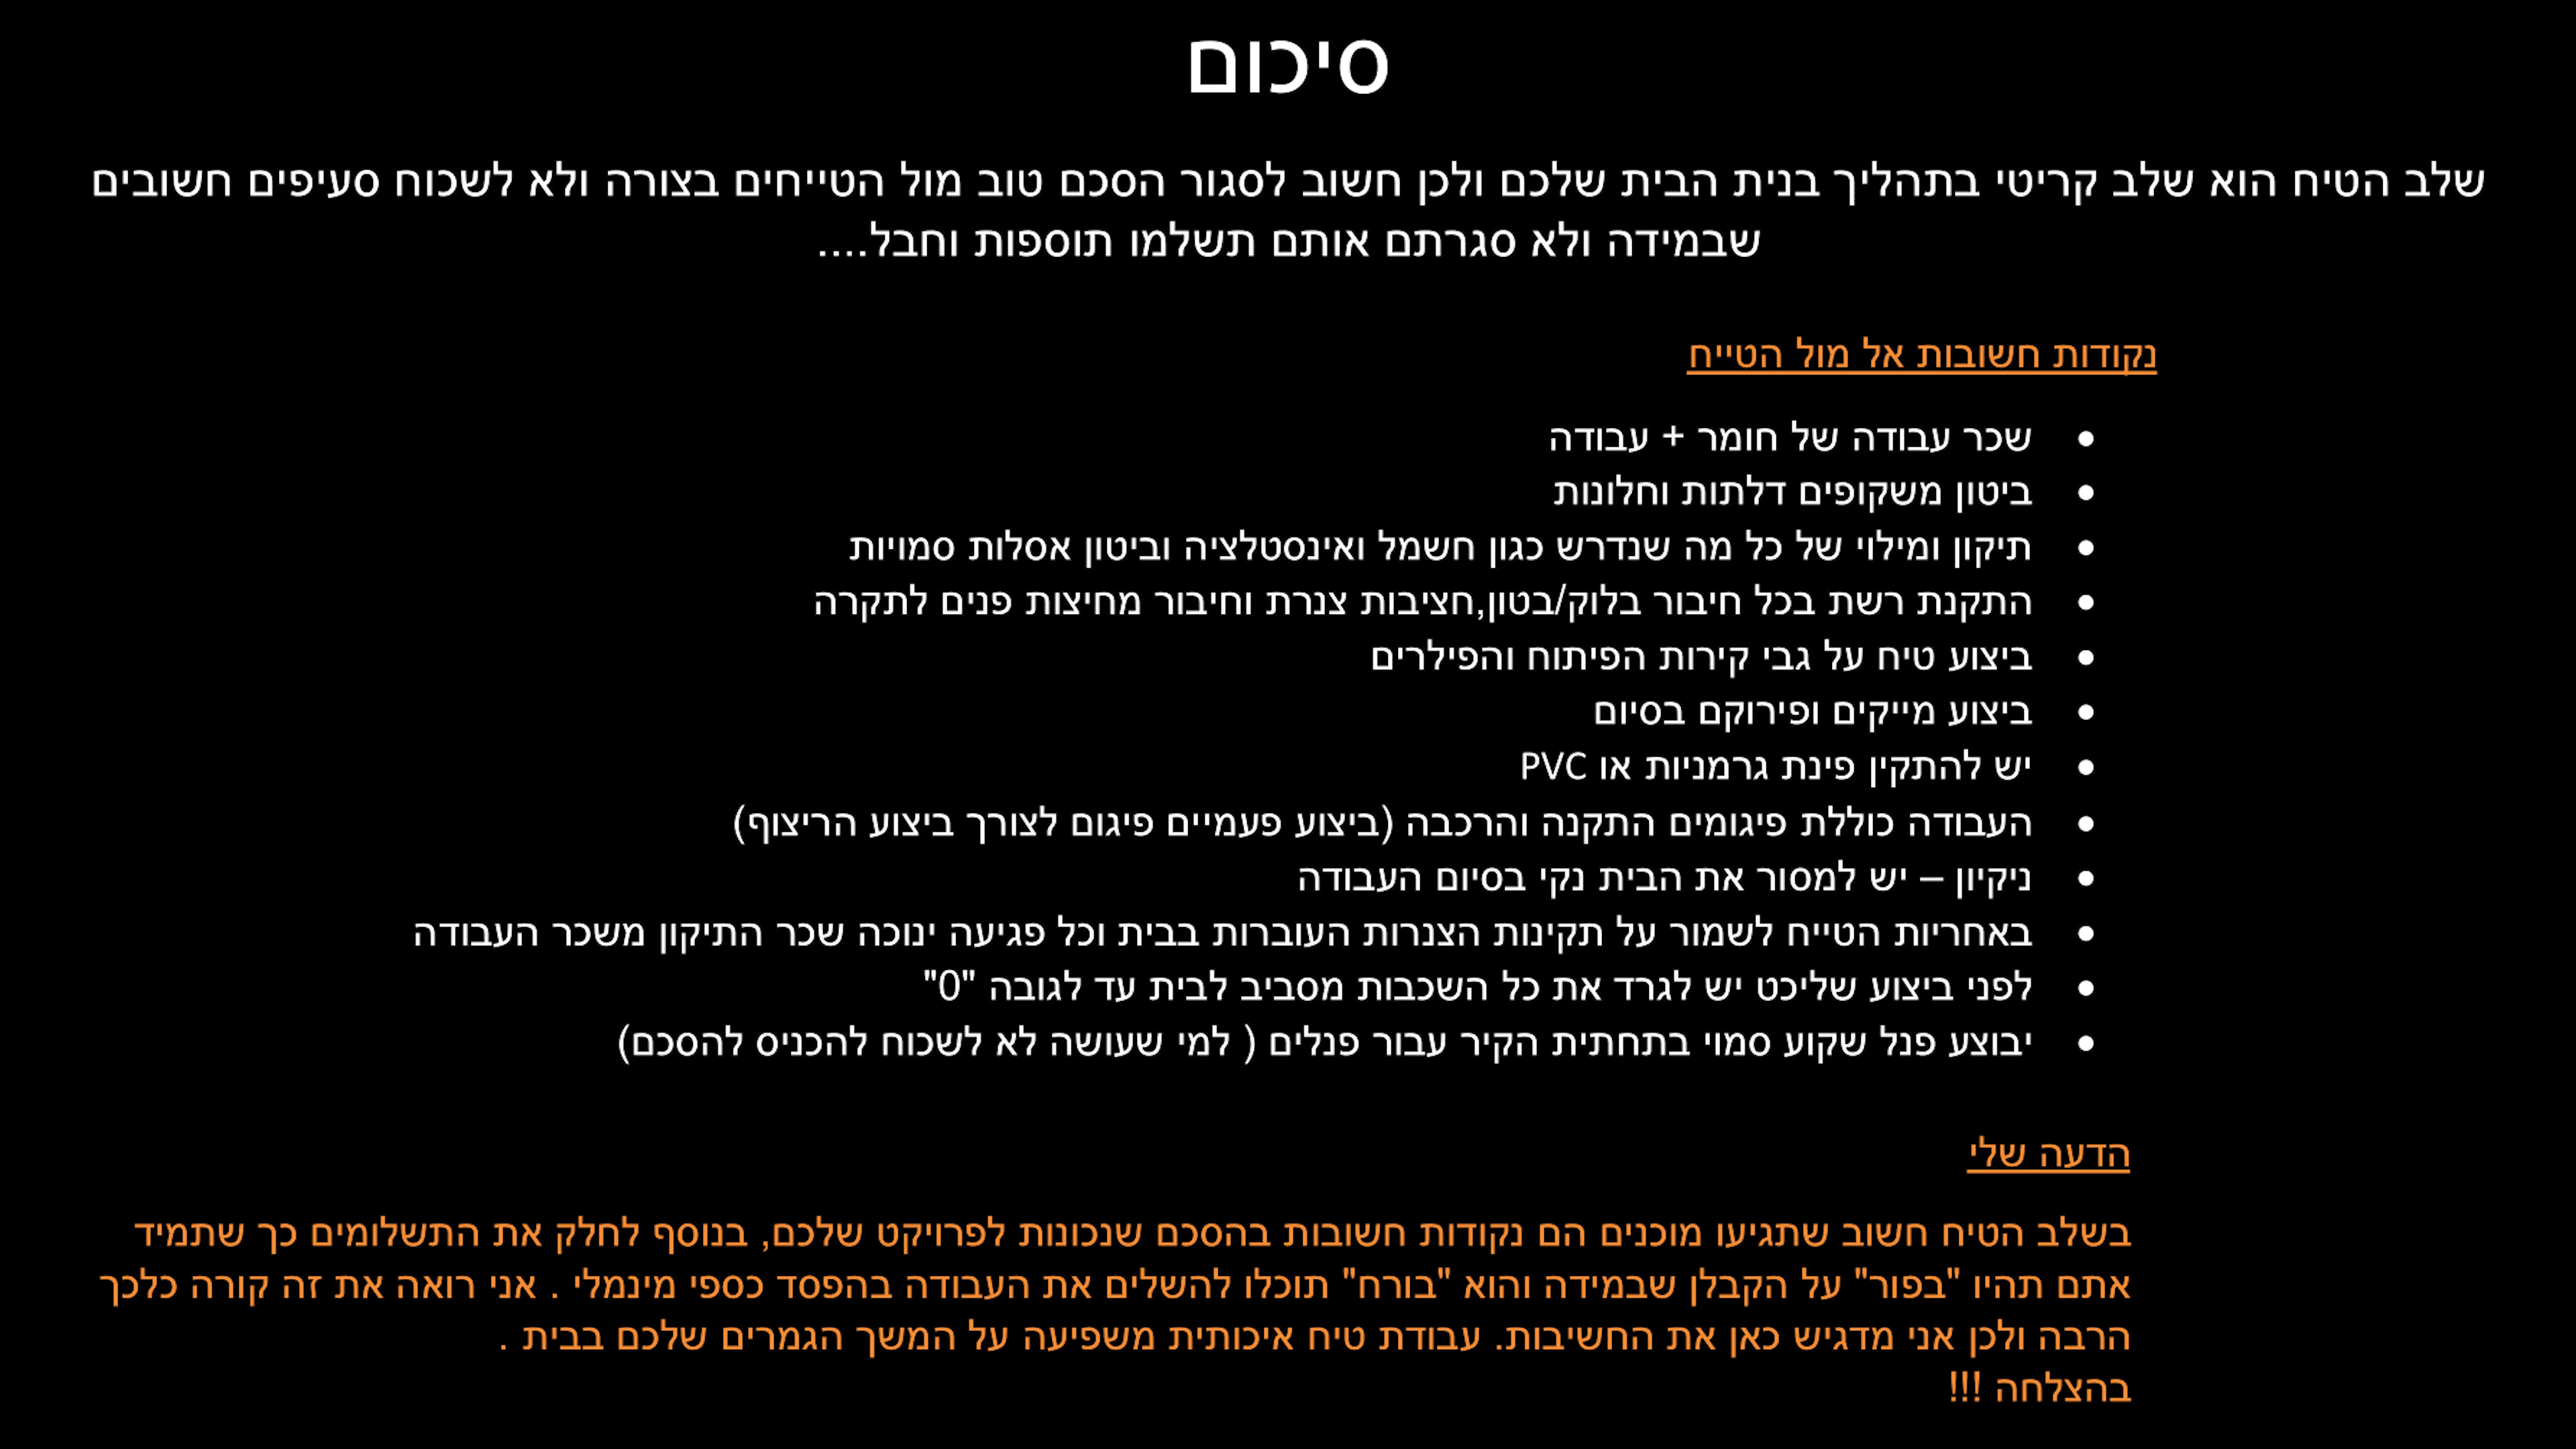 סיכום
שלב הטיח הוא שלב קריטי בתהליך בנית הבית שלכם ולכן חשוב לסגור הסכם טוב מול הטייחים בצורה ולא לשכוח סעיפים חשובים
שבמידה ולא סגרתם אותם תשלמו תוספות וחבל....
נקודות חשובות אל מול הטייח
• שכר עבודה של חומר + עבודה
• ביטון משקופים דלתות וחלונות
• תיקון ומילוי של כל מה שנדרש כגון חשמל ואינסטלציה וביטון אסלות סמויות
• התקנת רשת בכל חיבור בלוק/בטון,חציבות צנרת וחיבור מחיצות פנים לתקרה
• ביצוע טיח על גבי קירות הפיתוח והפילרים
• ביצוע מייקים ופירוקם בסיום
• יש להתקין פינת גרמניות או PVC
• העבודה כוללת פיגומים התקנה והרכבה (ביצוע פעמיים פיגום לצורך ביצוע הריצוף)
• ניקיון – יש למסור את הבית נקי בסיום העבודה
• באחריות הטייח לשמור על תקינות הצנרות העוברות בבית וכל פגיעה ינוכה שכר התיקון משכר העבודה
• לפני ביצוע שליכט יש לגרד את כל השכבות מסביב לבית עד לגובה "0"
• יבוצע פנל שקוע סמוי בתחתית הקיר עבור פנלים ( למי שעושה לא לשכוח להכניס להסכם)
הדעה שלי
בשלב הטיח חשוב שתגיעו מוכנים הם נקודות חשובות בהסכם שנכונות לפרויקט שלכם, בנוסף לחלק את התשלומים כך שתמיד
אתם תהיו "בפור" על הקבלן שבמידה והוא "בורח" תוכלו להשלים את העבודה בהפסד כספי מינמלי . אני רואה את זה קורה כלכך
הרבה ולכן אני מדגיש כאן את החשיבות. עבודת טיח איכותית משפיעה על המשך הגמרים שלכם בבית .
בהצלחה !!!